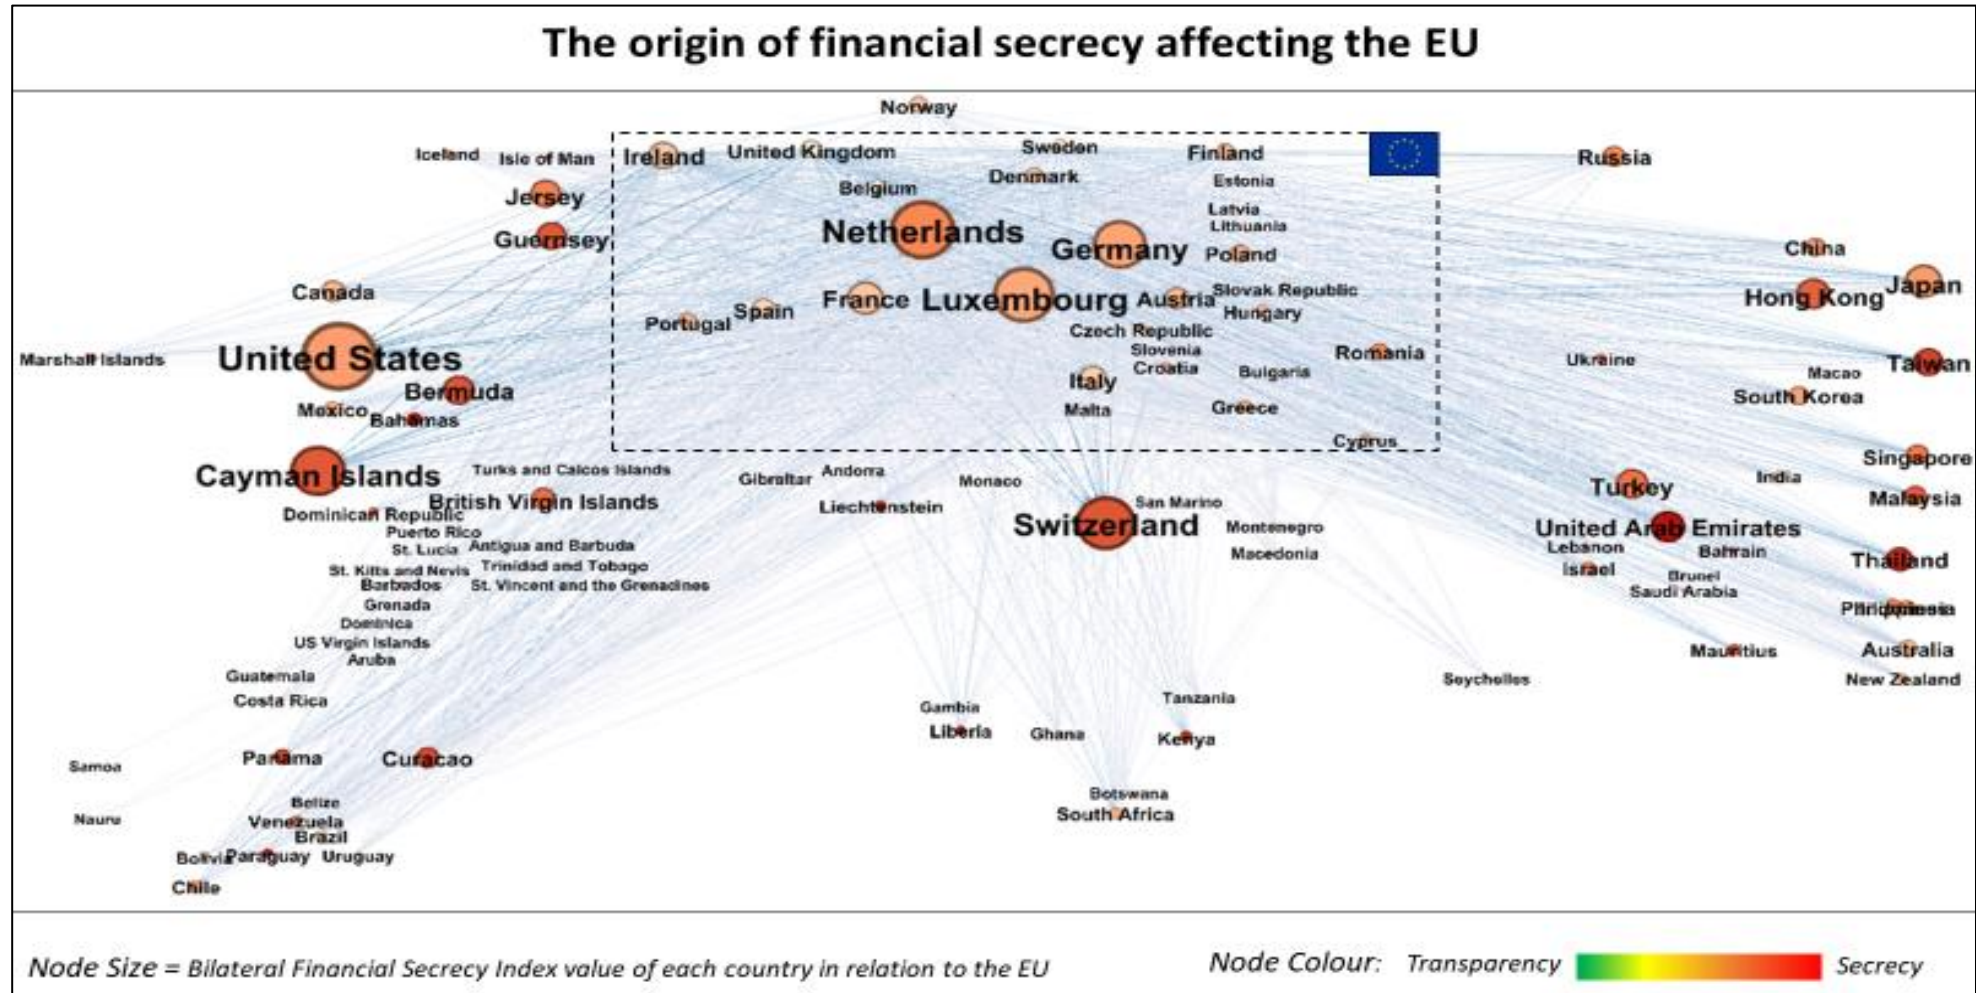 The origin of financial secrecy affecting the EU
Norway
Iceland
Isle of Man
Ireland
United Kingdom
Sweden
Finland
Russia
Jersey
Belgium
Denmark
Estonia
Guernsey
Netherlands
Latvia
Lithuania
Germany
Poland
China
Canada
Portugal
Spain
France
Luxembourg
Austria
Slovak Republic
Hungary
Hong Kong
Japan
Czech Republic
Slovenia
Croatia
Marshall Islands
United States
Romania
Ukraine
Taiwan
Bermuda
Italy
Bulgaria
Macao
South Korea
Mexico
Bahamas
Malta
Greece
Cyprus
Singapore
Cayman Islands
Turks and Caicos Islands
Gibraltar
Andorra
Monaco
India
Turkey
Malaysia
British Virgin Islands
Liechtenstein
San Marino
Dominican Republic
Switzerland
Montenegro
United Arab Emirates
Puerto Rico
St. Lucia
Antigua and Barbuda
Macedonia
Lebanon
Bahrain
Thailand
St. Kitts and Nevis
Trinidad and Tobago
Israel
Brunei
Barbados
St. Vincent and the Grenadines
Saudi Arabia
Grenada
Dominica
US Virgin Islands
Mauritius
Australia
Aruba
Guatemala
Seychelles
New Zealand
Costa Rica
Gambia
Tanzania
Liberia
Ghana
Kenya
Panama
Curacao
Samoa
Botswana
South Africa
Belize
Nauru
Venezuela
Brazil
Bolivia
Paraguay
Uruguay
Chile
Node Size = Bilateral Financial Secrecy Index value of each country in relation to the EU
Node Colour: Transparency
Secrecy